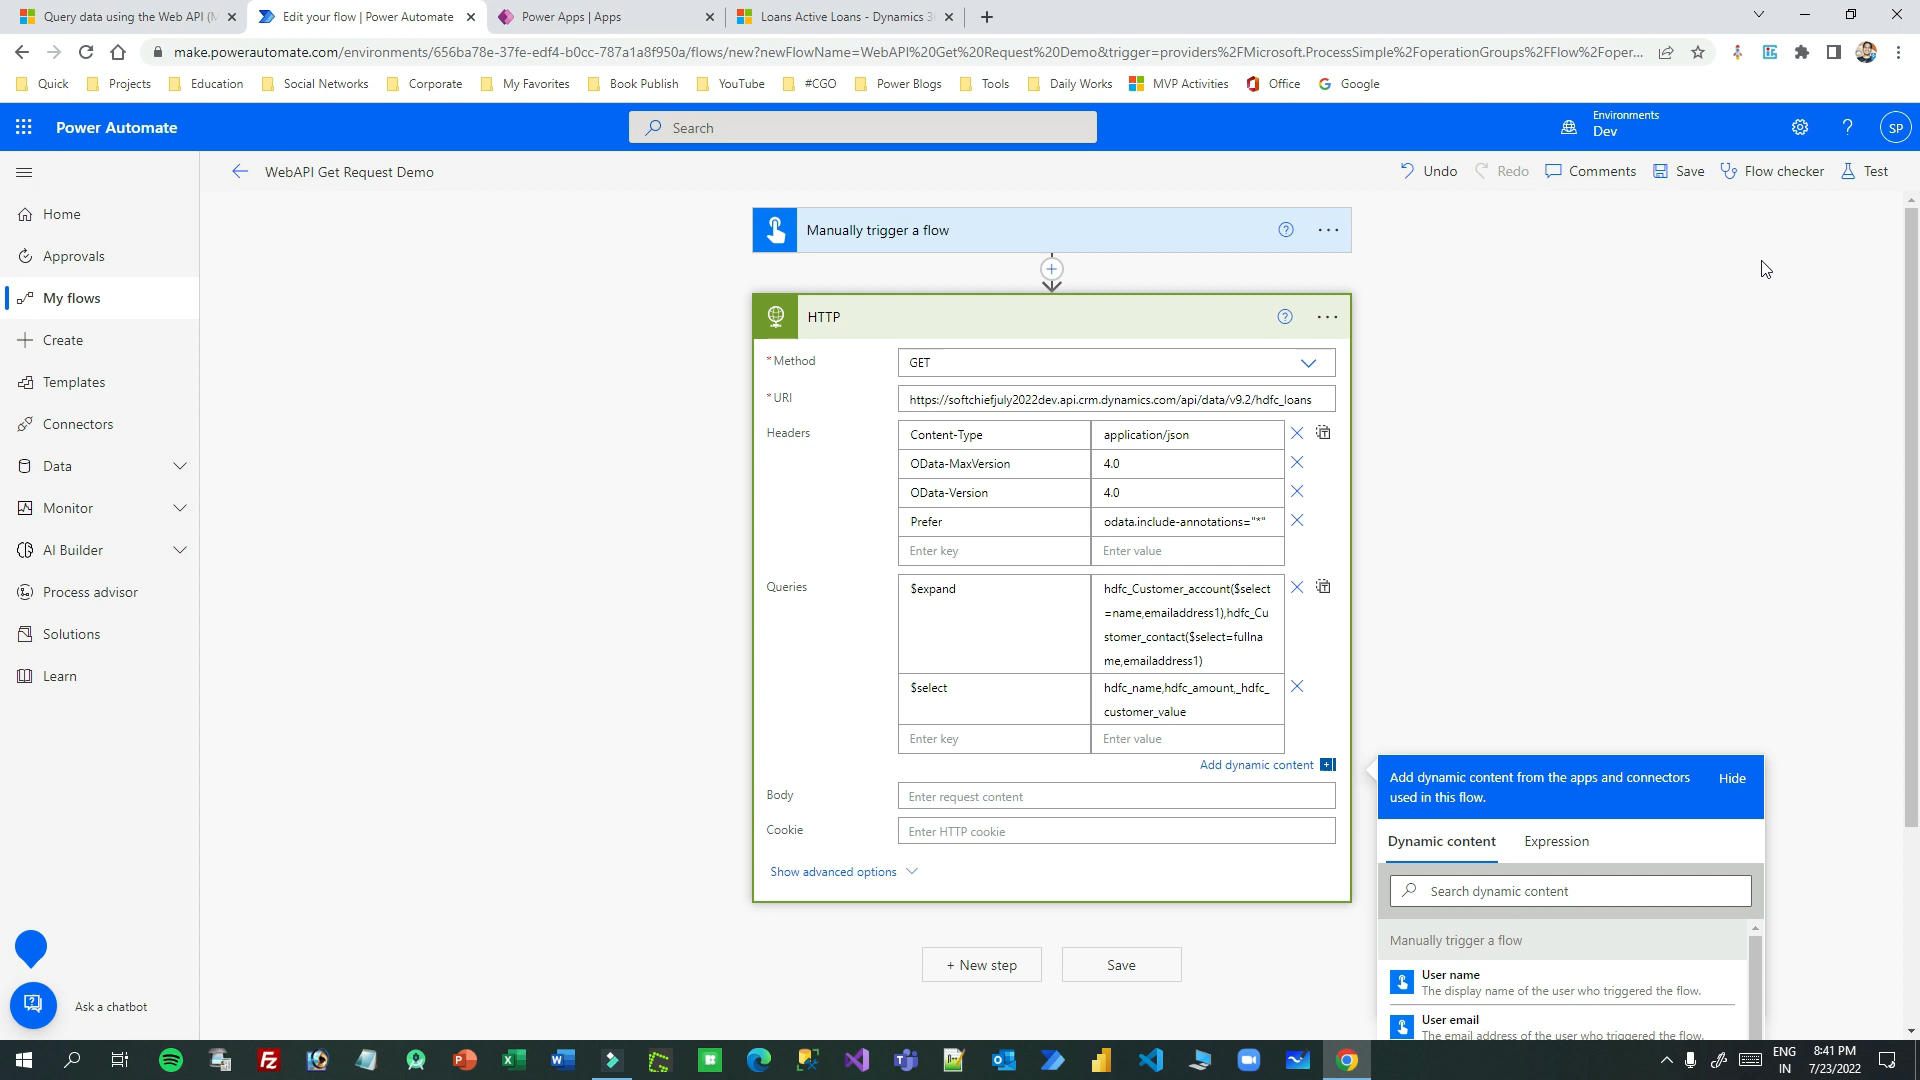 Query data using the Web API (M
Edit your flow | Power Automate
Power Apps | Apps
Loans Active Loans - Dynamics 3
make.powerautomate.com/environments/656ba78e-37fe-edf4-b0cc-787a1a8f950a/flows/new?newFlowName=WebAPI%20Get%20Request%20Demo&trigger=providers%2FMicrosoft.ProcessSimple%2FoperationGroups%2FFlow%2Foper...
Quick
Projects
Education
Social Networks
Corporate
My Favorites
Book Publish
YouTube
#CGO
Power Blogs
Tools
Daily Works
MVP Activities
Office
Google
Power Automate
Search
Environments
Dev
SP
WebAPI Get Request Demo
Undo
Redo
Comments
Save
Flow checker
Test
Home
Approvals
My flows
Create
Templates
Connectors
Data
Monitor
AI Builder
Process advisor
Solutions
Learn
Ask a chatbot
Manually trigger a flow
HTTP
* Method
GET
* URI
https://softchiefjuly2022dev.api.crm.dynamics.com/api/data/v9.2/hdfc_loans
Headers
Content-Type
application/json
OData-MaxVersion
4.0
OData-Version
4.0
Prefer
odata.include-annotations="*"
Enter key
Enter value
Queries
$expand
hdfc_Customer_account($select
=name,emailaddress1),hdfc_Cu
stomer_contact($select=fullna
me,emailaddress1)
$select
hdfc_name,hdfc_amount,_hdfc_
customer_value
Enter key
Enter value
Add dynamic content
Body
Enter request content
Cookie
Enter HTTP cookie
Show advanced options
+ New step
Save
Add dynamic content from the apps and connectors
used in this flow.
Hide
Dynamic content
Expression
Search dynamic content
Manually trigger a flow
User name
The display name of the user who triggered the flow.
User email
The email address of the user who triggered the flow.
ENG
IN
8:41 PM
7/23/2022